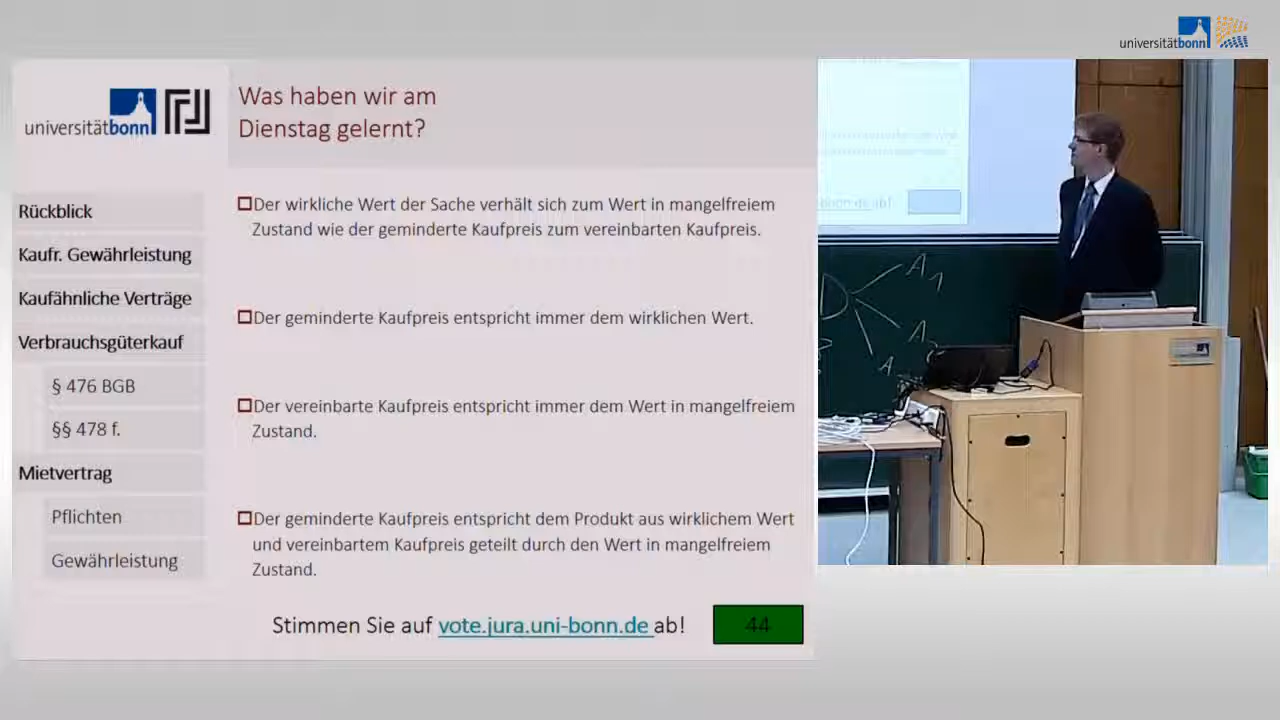 universitätbonn
universitätbonn
Was haben wir am
Dienstag gelernt?
Rückblick
Kaufr. Gewährleistung
Kaufähnliche Verträge
Verbrauchsgüterkauf
§ 476 BGB
§§ 478 f.
Mietvertrag
Pflichten
Gewährleistung
Der wirkliche Wert der Sache verhält sich zum Wert in mangelfreiem
Zustand wie der geminderte Kaufpreis zum vereinbarten Kaufpreis.
Der geminderte Kaufpreis entspricht immer dem wirklichen Wert.
Der vereinbarte Kaufpreis entspricht immer dem Wert in mangelfreiem
Zustand.
Der geminderte Kaufpreis entspricht dem Produkt aus wirklichem Wert
und vereinbartem Kaufpreis geteilt durch den Wert in mangelfreiem
Zustand.
Stimmen Sie auf vote.jura.uni-bonn.de ab!
44
A1
A
A